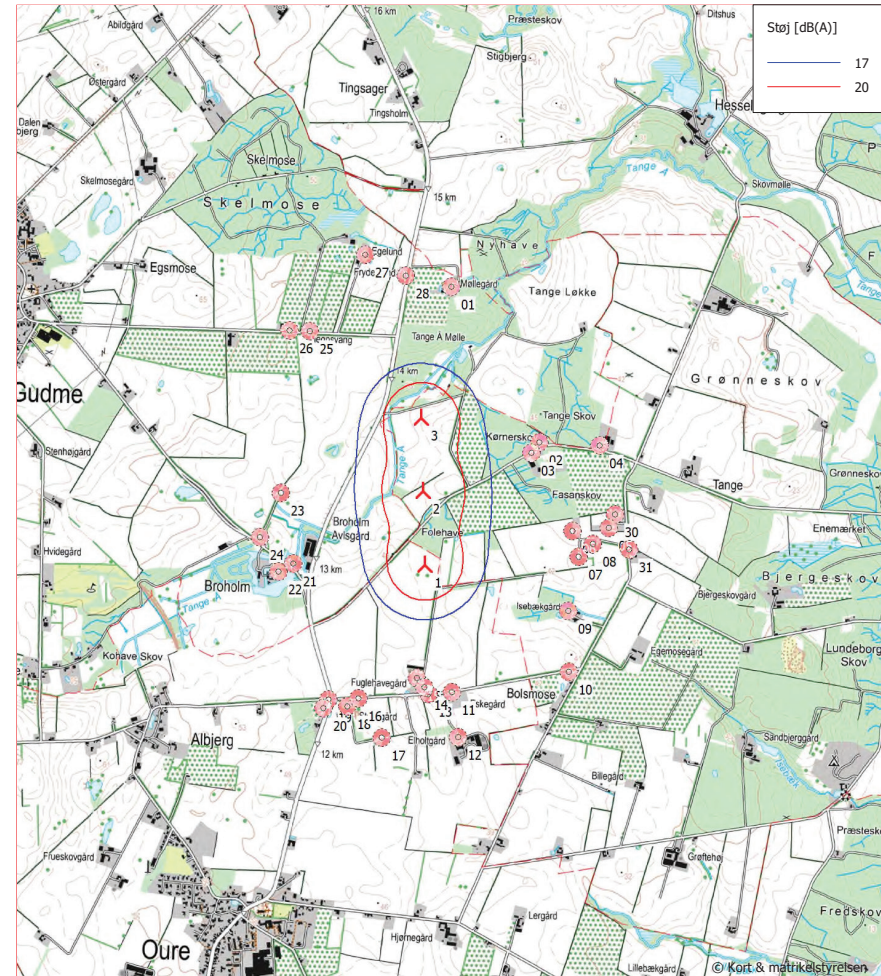 16 km
Præsteskov
Ditshus
Abildgård
Støj [dB(A)]
17
20
Stigbjerg
Tingsager
Østergård
Tingsholm
Dalen
Skelmose
Skelmosegård
Tange Å
Skovmølle
15 km
Skelmose
Nyhave
Egelund
Egsmose
27
Møllegård
28
01
Tange Løkke
Tange Å Mølle
26
25
14 km
Grønneskov
Gudme
Tange Skov
3
Kørnersko
02
04
Stenhøjgård
03
Tange Å
Grønneskov
Fasanskov
Tange
23
2
Broholm
Avlsgård
Folehave
30
Enemærket
Hvidegård
24
08
31
21
13 km
07
Broholm
22
1
Bjergeskov
Bjergeskovgård
Tange Å
Isebækgård
09
Kohave Skov
Egemosegård
Lundeborg
Skov
Fuglehavegård
10
Bolsmose
14
13
11
20
18
16
Albjerg
Elholtgård
Sandbjerggård
17
12
12 km
Isebæk
Billegård
Præsteskov
Frueskovgård
Grøftehø
Fredskov
Lergård
Oure
Hjørnegård
Lillebækgård
© Kort & matrikelstyrelsen